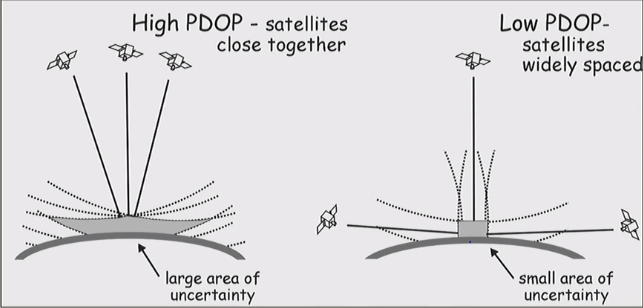 High PDOP - satellites
close together
Low PDOP-
satellites
widely spaced
large area of
uncertainty
small area of
uncertainty